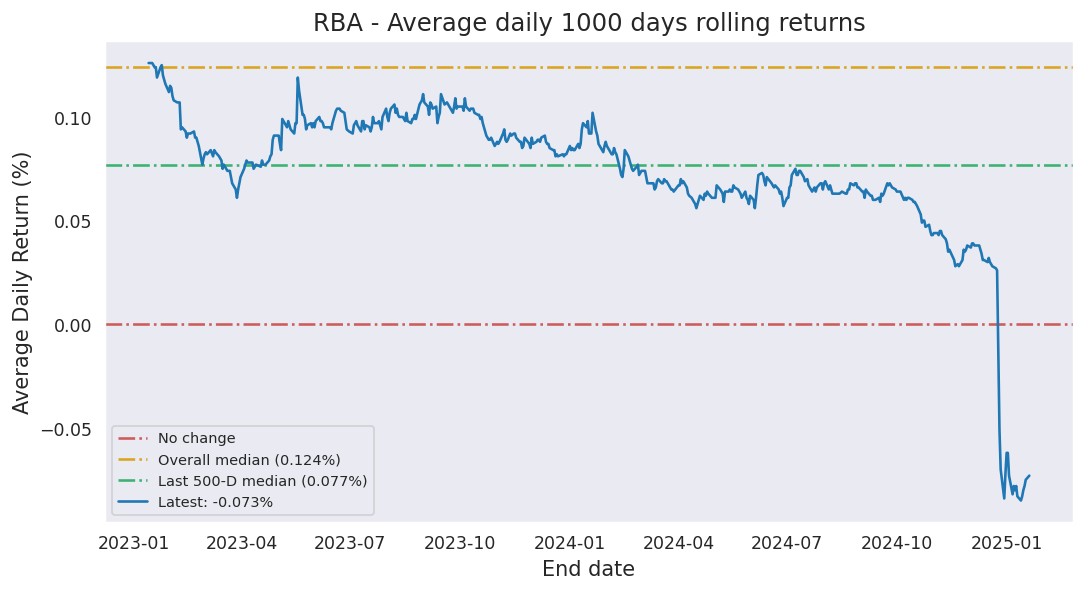 RBA - Average daily 1000 days rolling returns
Average Daily Return (%)
0.10
0.05
0.00
−0.05
No change
Overall median (0.124%)
Last 500-D median (0.077%)
Latest: -0.073%
2023-01 2023-04 2023-07 2023-10 2024-01 2024-04 2024-07 2024-10 2025-01
End date